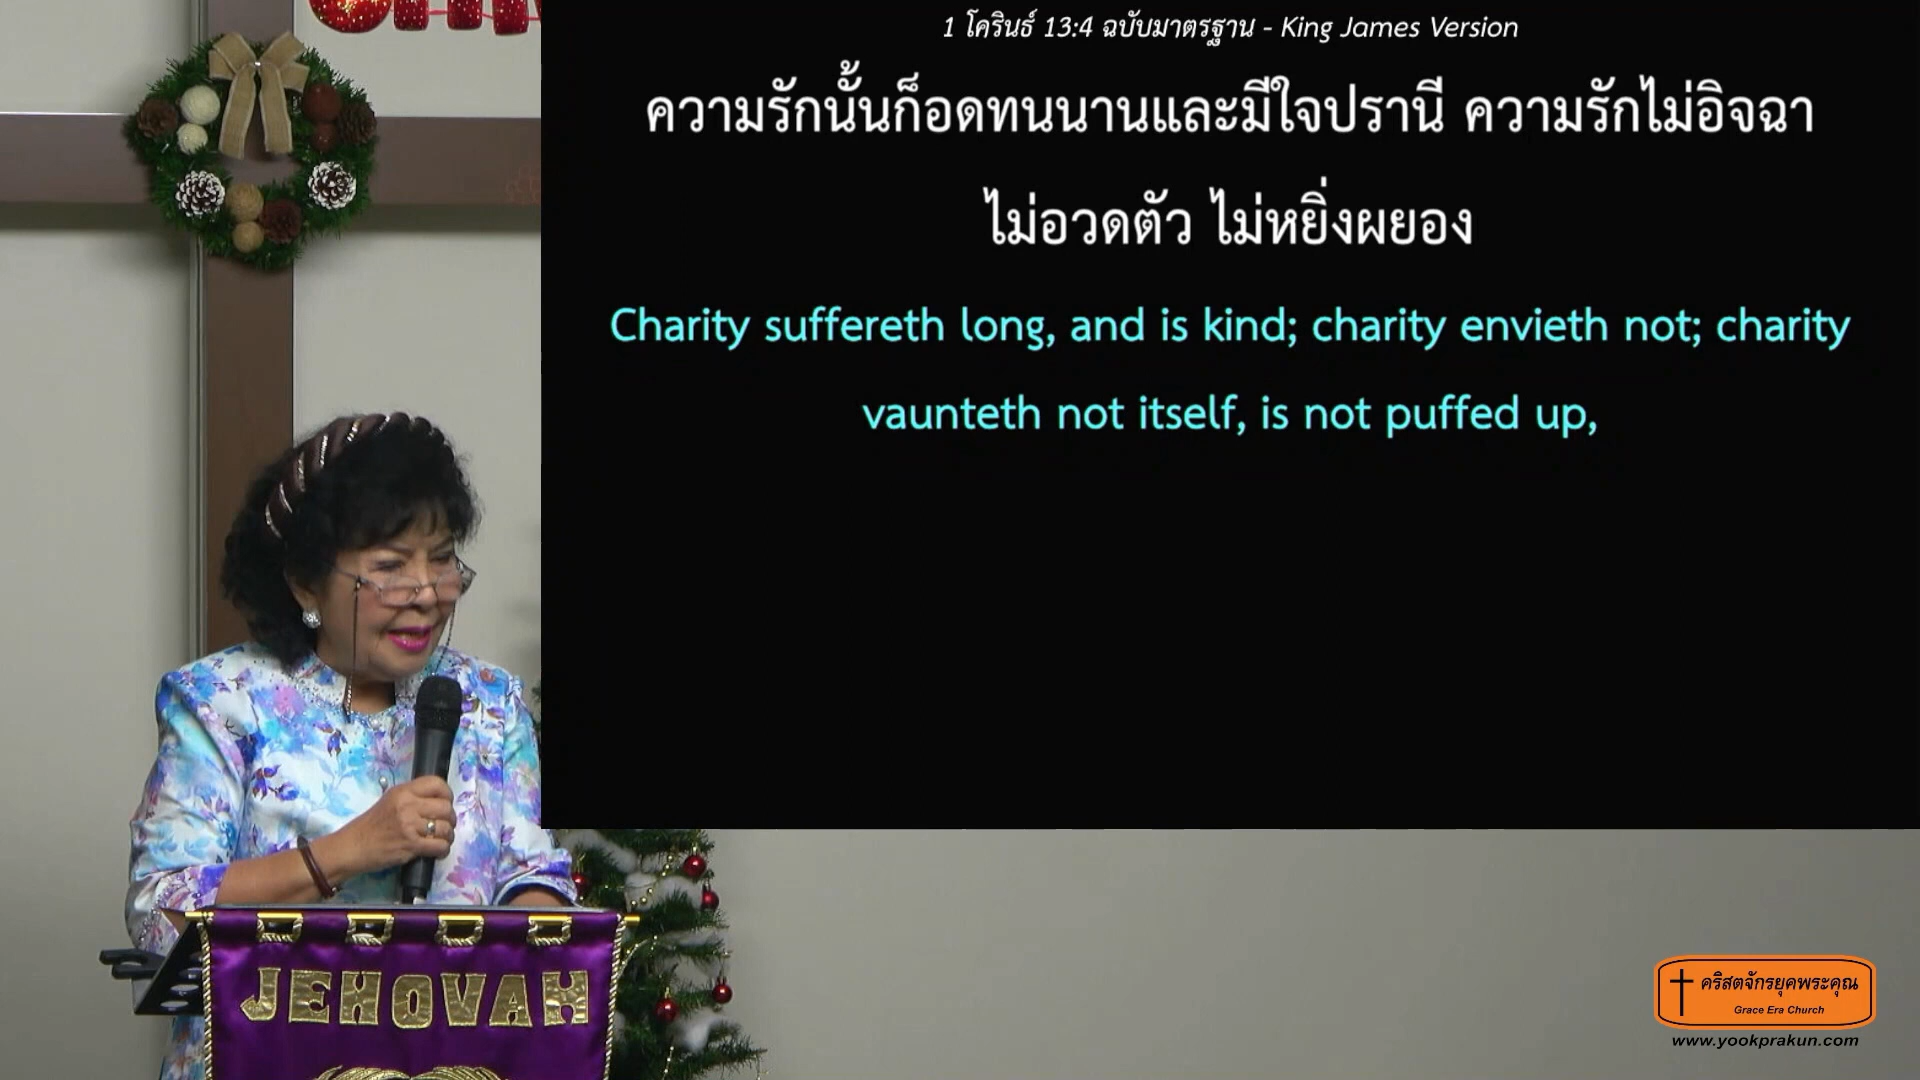 1 โครินธ์ 13:4 ฉบับมาตรฐาน - King James Version
ความรักนั้นก็อดทนนานและมีใจปรานี ความรักไม่อิจฉา
ไม่อวดตัว ไม่หยิ่งผยอง
Charity suffereth long, and is kind; charity envieth not; charity
vaunteth not itself, is not puffed up,
JEHOVAH
คริสตจักรยุคพระคุณ
Grace Era Church
www.yookprakun.com